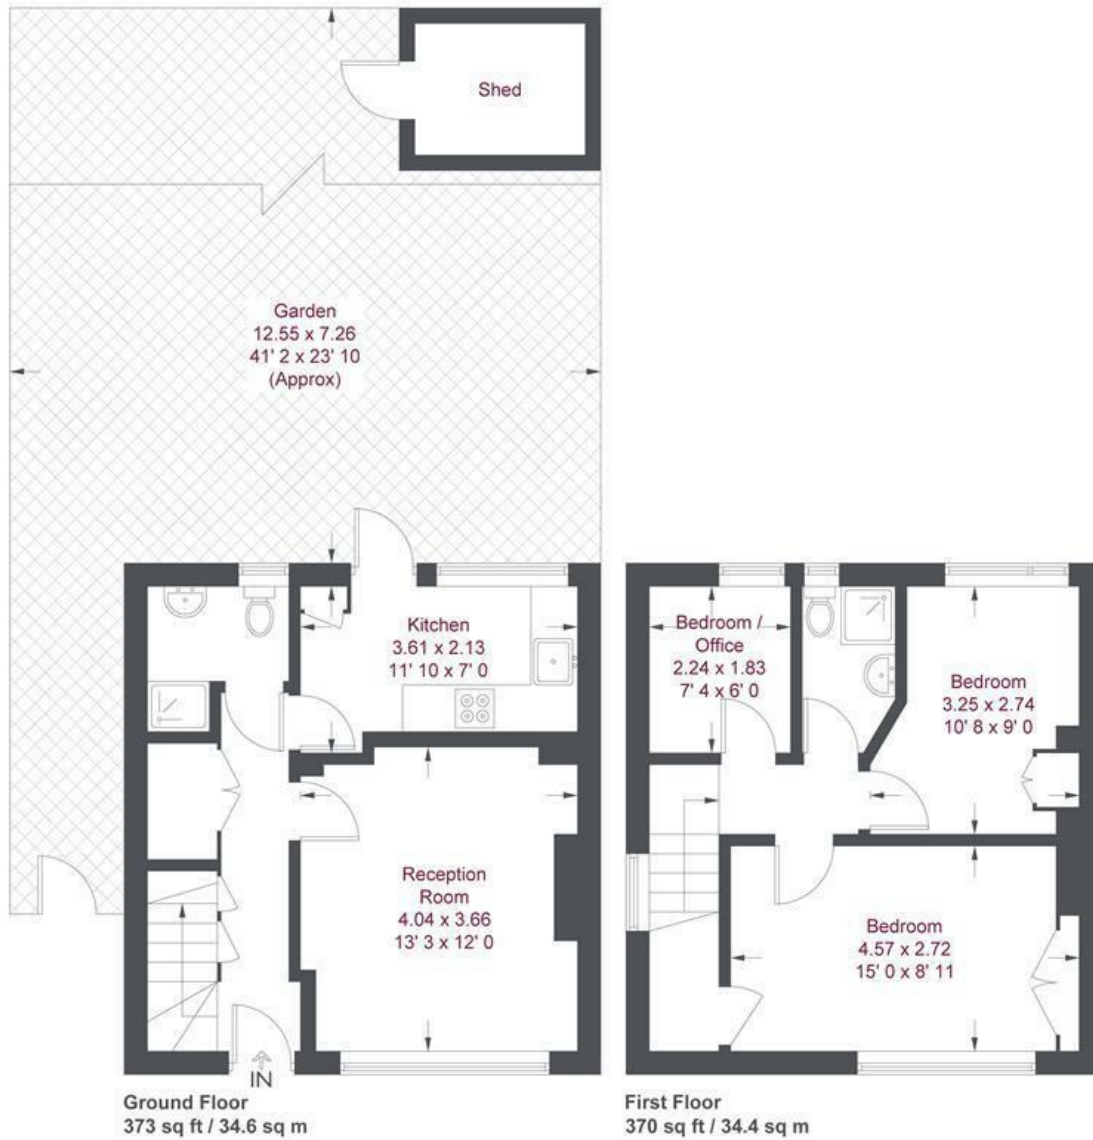 Shed
Garden
12.55 x 7.26
41' 2 x 23' 10
(Approx)
Kitchen
3.61 x 2.13
11' 10 x 7' 0
Bedroom /
Office
2.24 x 1.83
7' 4 x 6' 0
Bedroom
3.25 x 2.74
10' 8 x 9' 0
Reception
Room
4.04 x 3.66
13' 3 x 12' 0
Bedroom
4.57 x 2.72
15' 0 x 8' 11
IN
Ground Floor
373 sq ft / 34.6 sq m
First Floor
370 sq ft / 34.4 sq m